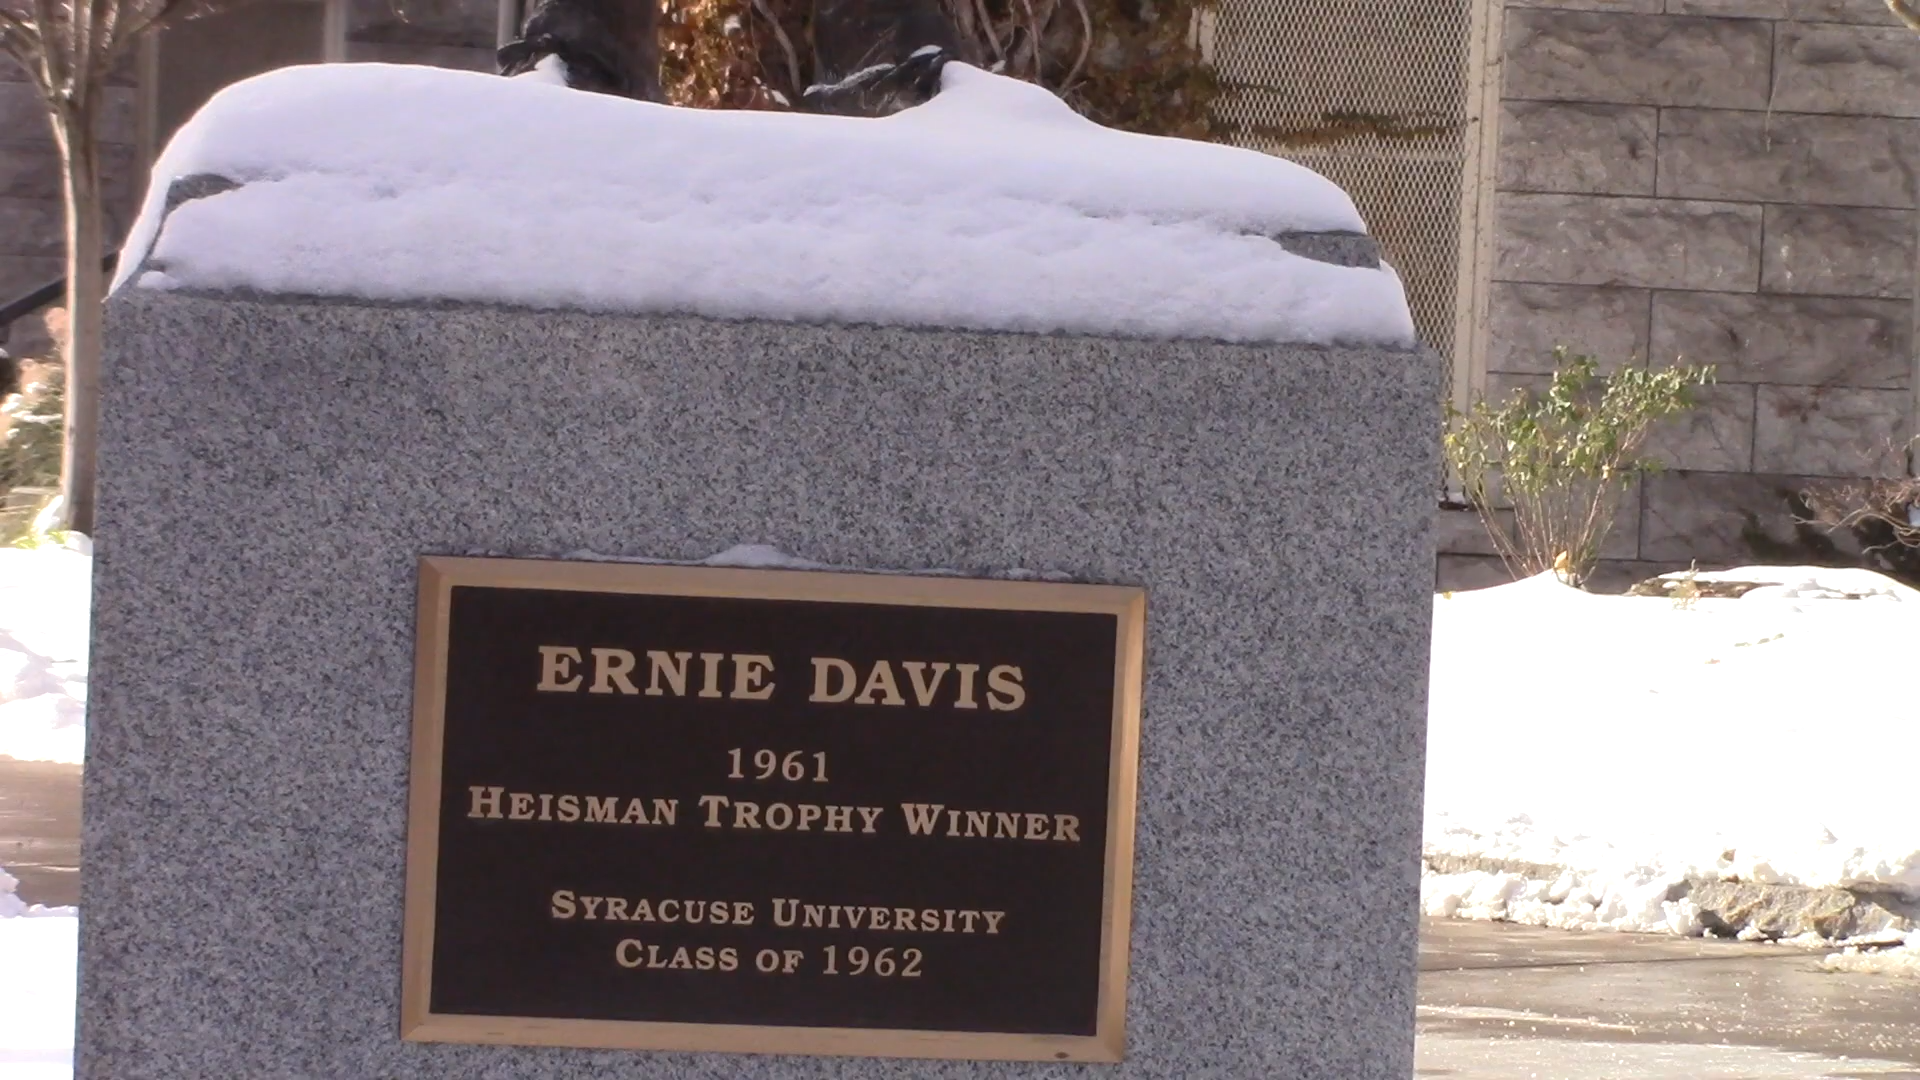 ERNIE DAVIS
1961
HEISMAN TROPHY WINNER
SYRACUSE UNIVERSITY
CLASS OF 1962